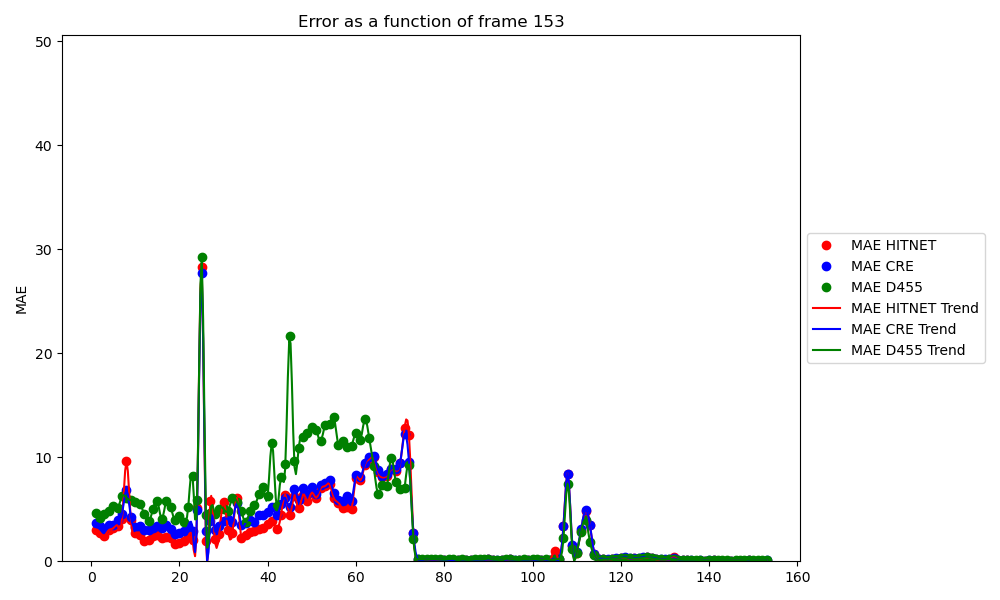 Error as a function of frame 153
50
40
30
20
10
0
MAE
0 20 40 60 80 100 120 140 160
MAE HITNET
MAE CRE
MAE D455
MAE HITNET Trend
MAE CRE Trend
MAE D455 Trend